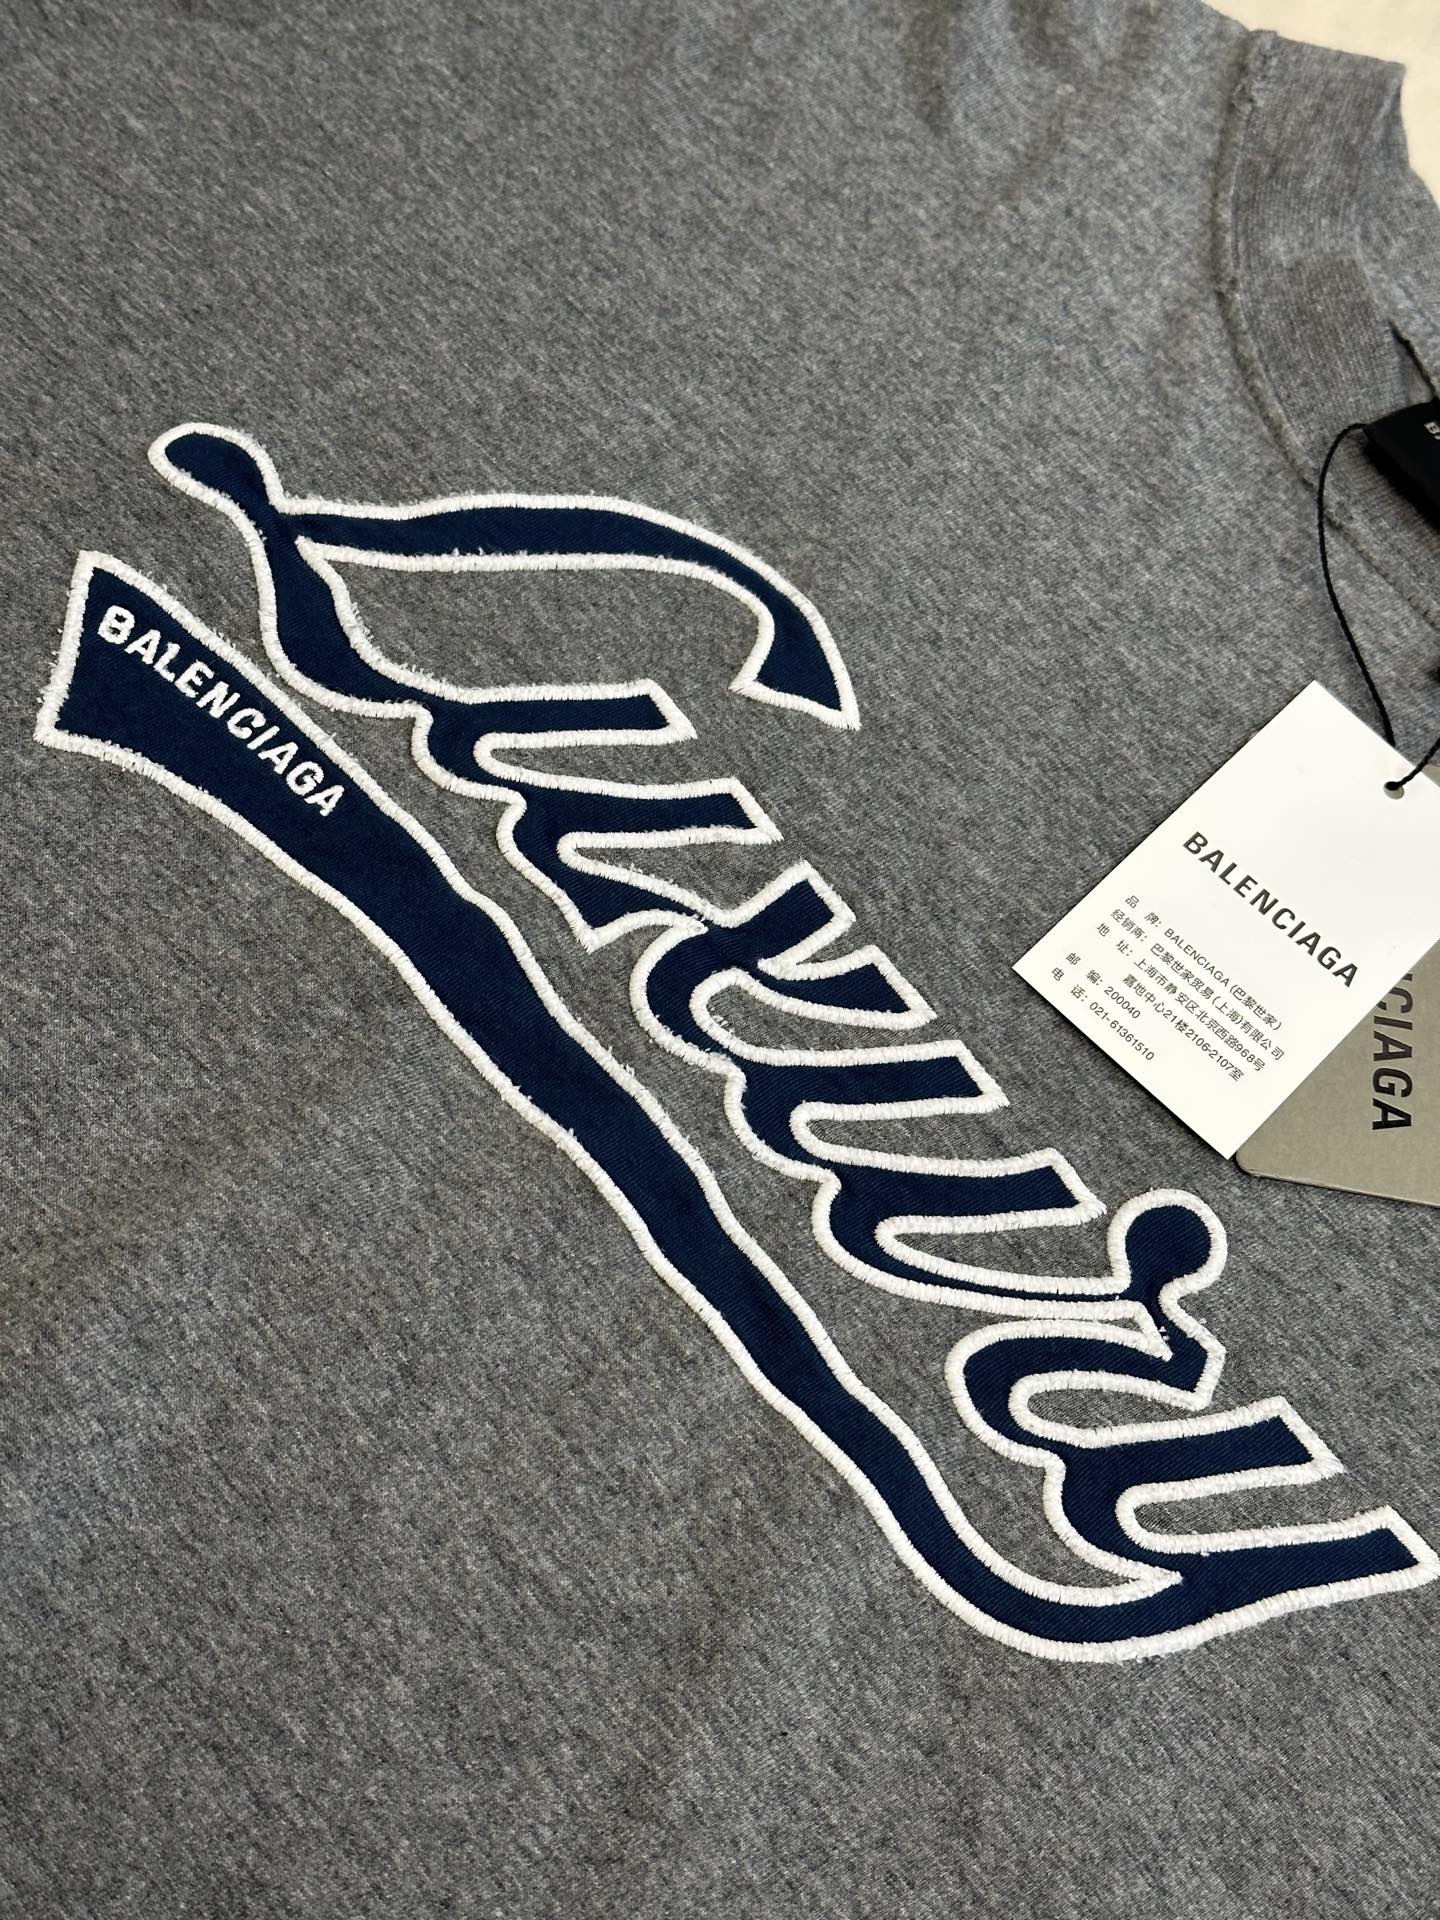 Luxury
BALENCIAGA
BALENCIAGA
品 牌: BALENCIAGA (巴黎世家)
经销商: 巴黎世家贸易(上海)有限公司
地 址: 上海市静安区北京西路968号
嘉地中心21楼2106-2107室
邮 编: 200040
电 话: 021-61361510
CIAGA